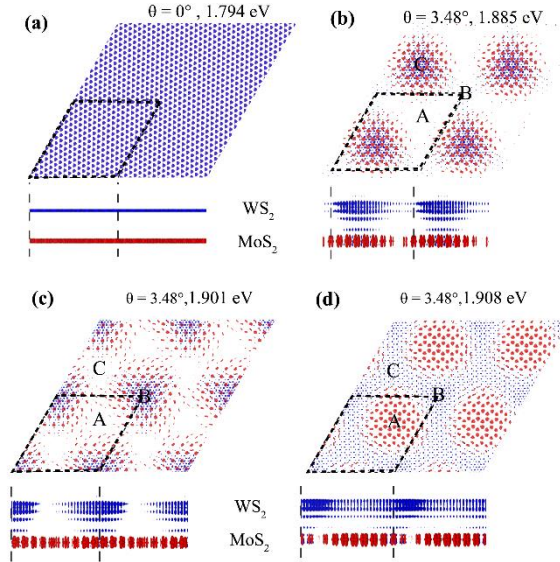 (a) θ = 0° , 1.794 eV
(b) θ = 3.48°, 1.885 eV
C
B
A
WS₂
MoS₂
(c) θ = 3.48°,1.901 eV
(d) θ = 3.48°,1.908 eV
C
B
A
C
B
A
WS₂
MoS₂